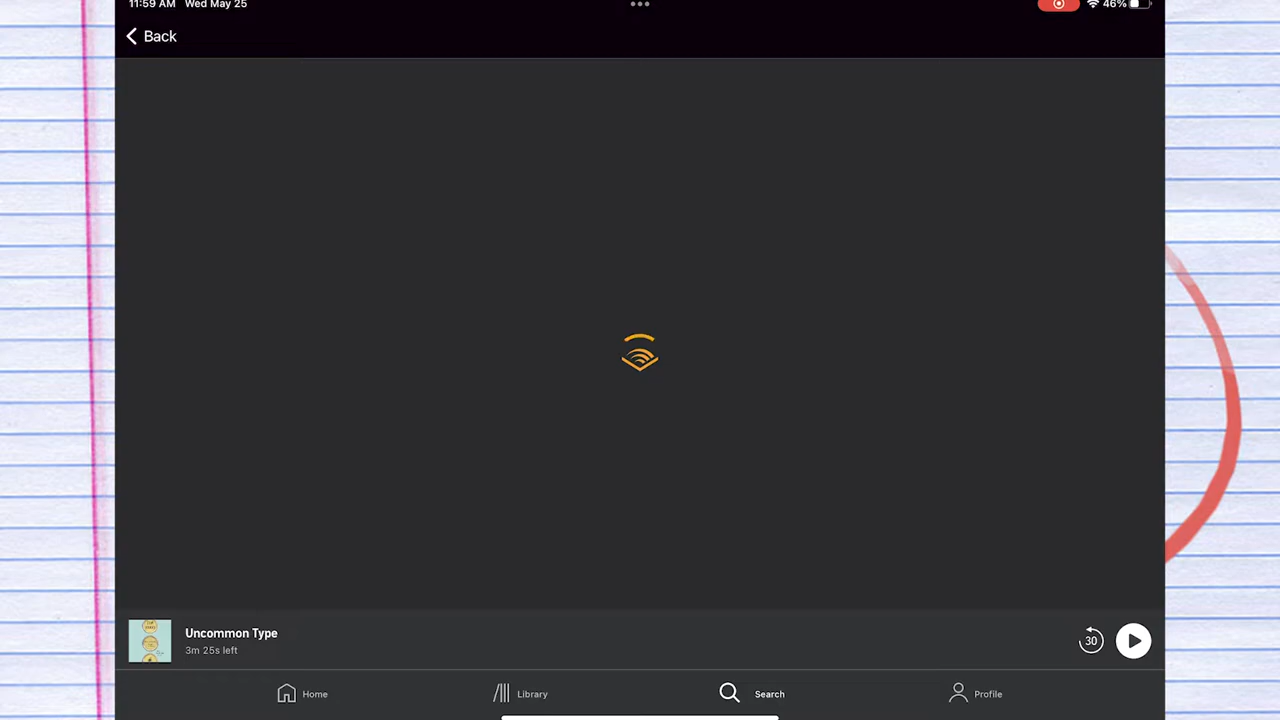 11:59 AM Wed May 25
46%
Back
Uncommon Type
3m 25s left
30
Home
Library
Search
Profile